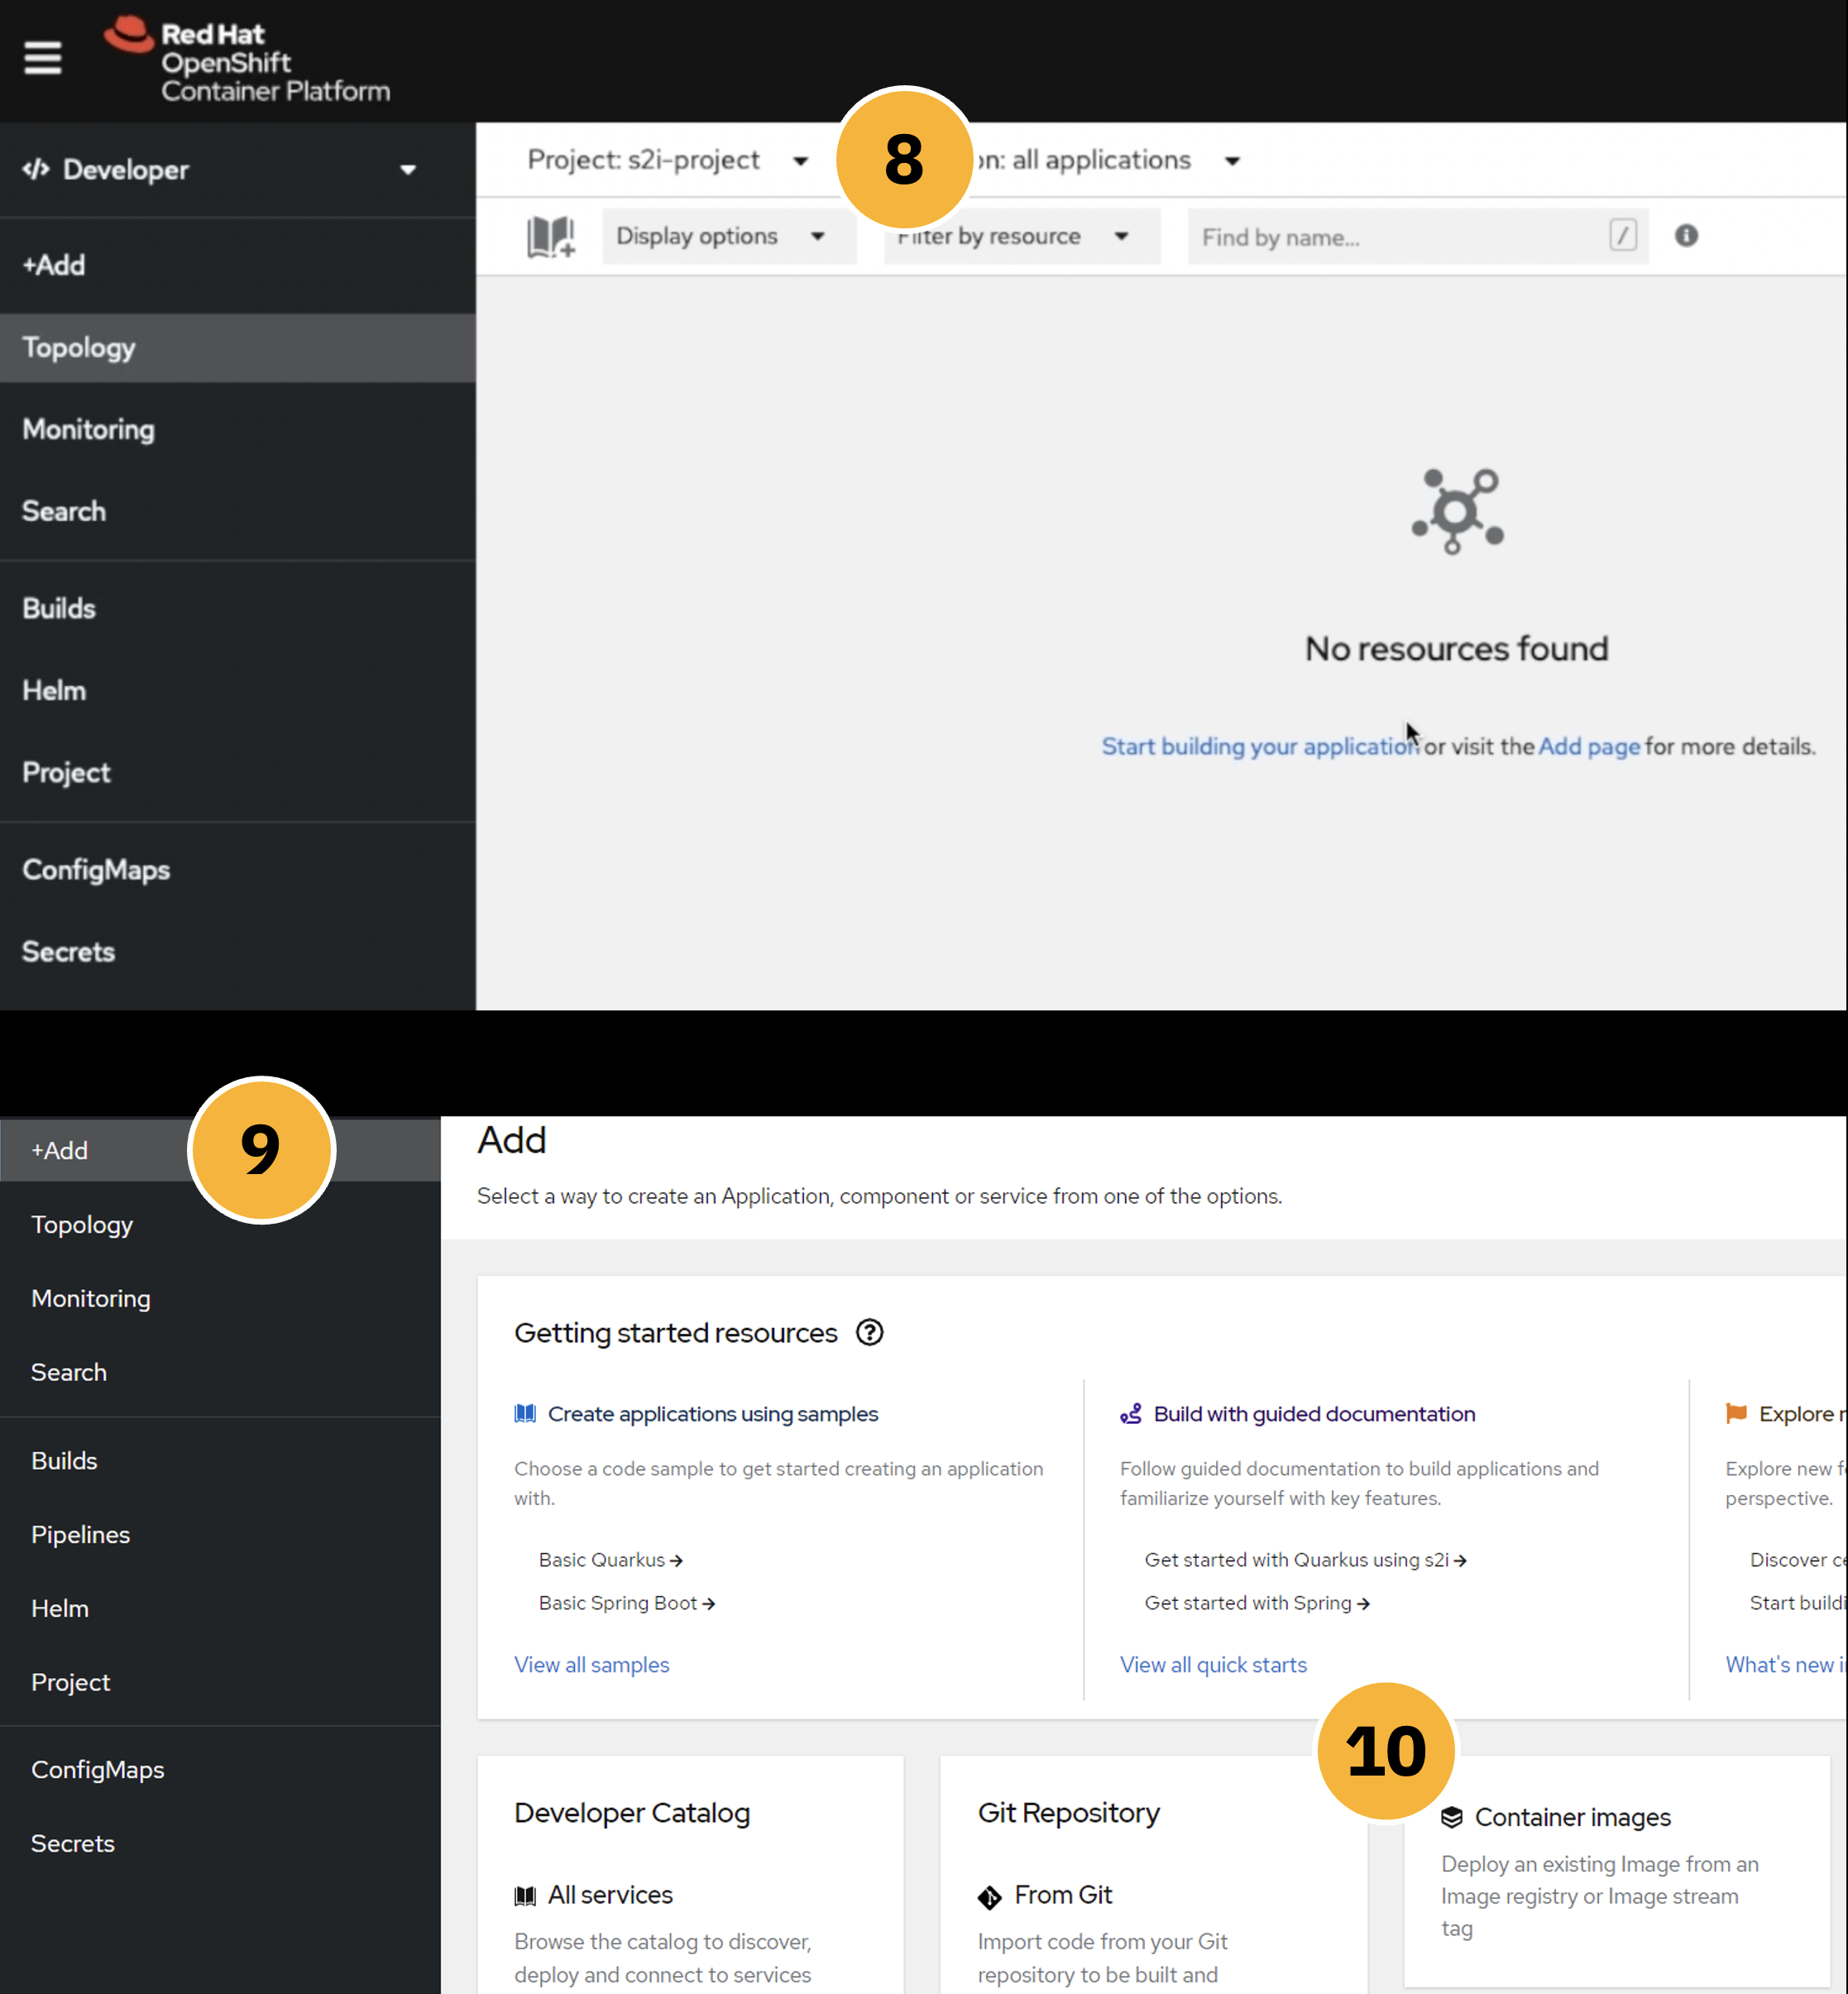 Red Hat
OpenShift
Container Platform
Developer
Project: s2i-project
8
on: all applications
+Add
Display options
Filter by resource
Find by name...
/
Topology
Monitoring
Search
Builds
No resources found
Helm
Start building your application or visit the Add page for more details.
Project
ConfigMaps
Secrets
9
+Add
Topology
Monitoring
Search
Builds
Pipelines
Helm
Project
ConfigMaps
Secrets
Add
Select a way to create an Application, component or service from one of the options.
Getting started resources
Create applications using samples
Choose a code sample to get started creating an application
with.
Basic Quarkus
Basic Spring Boot
View all samples
Build with guided documentation
Follow guided documentation to build applications and
familiarize yourself with key features.
Get started with Quarkus using s2i
Get started with Spring
View all quick starts
Explore
Explore new
perspective.
Discover
Start
What's new
10
Developer Catalog
All services
Browse the catalog to discover,
deploy and connect to services
Git Repository
From Git
Import code from your Git
repository to be built and
Container images
Deploy an existing Image from an
Image registry or Image stream
tag